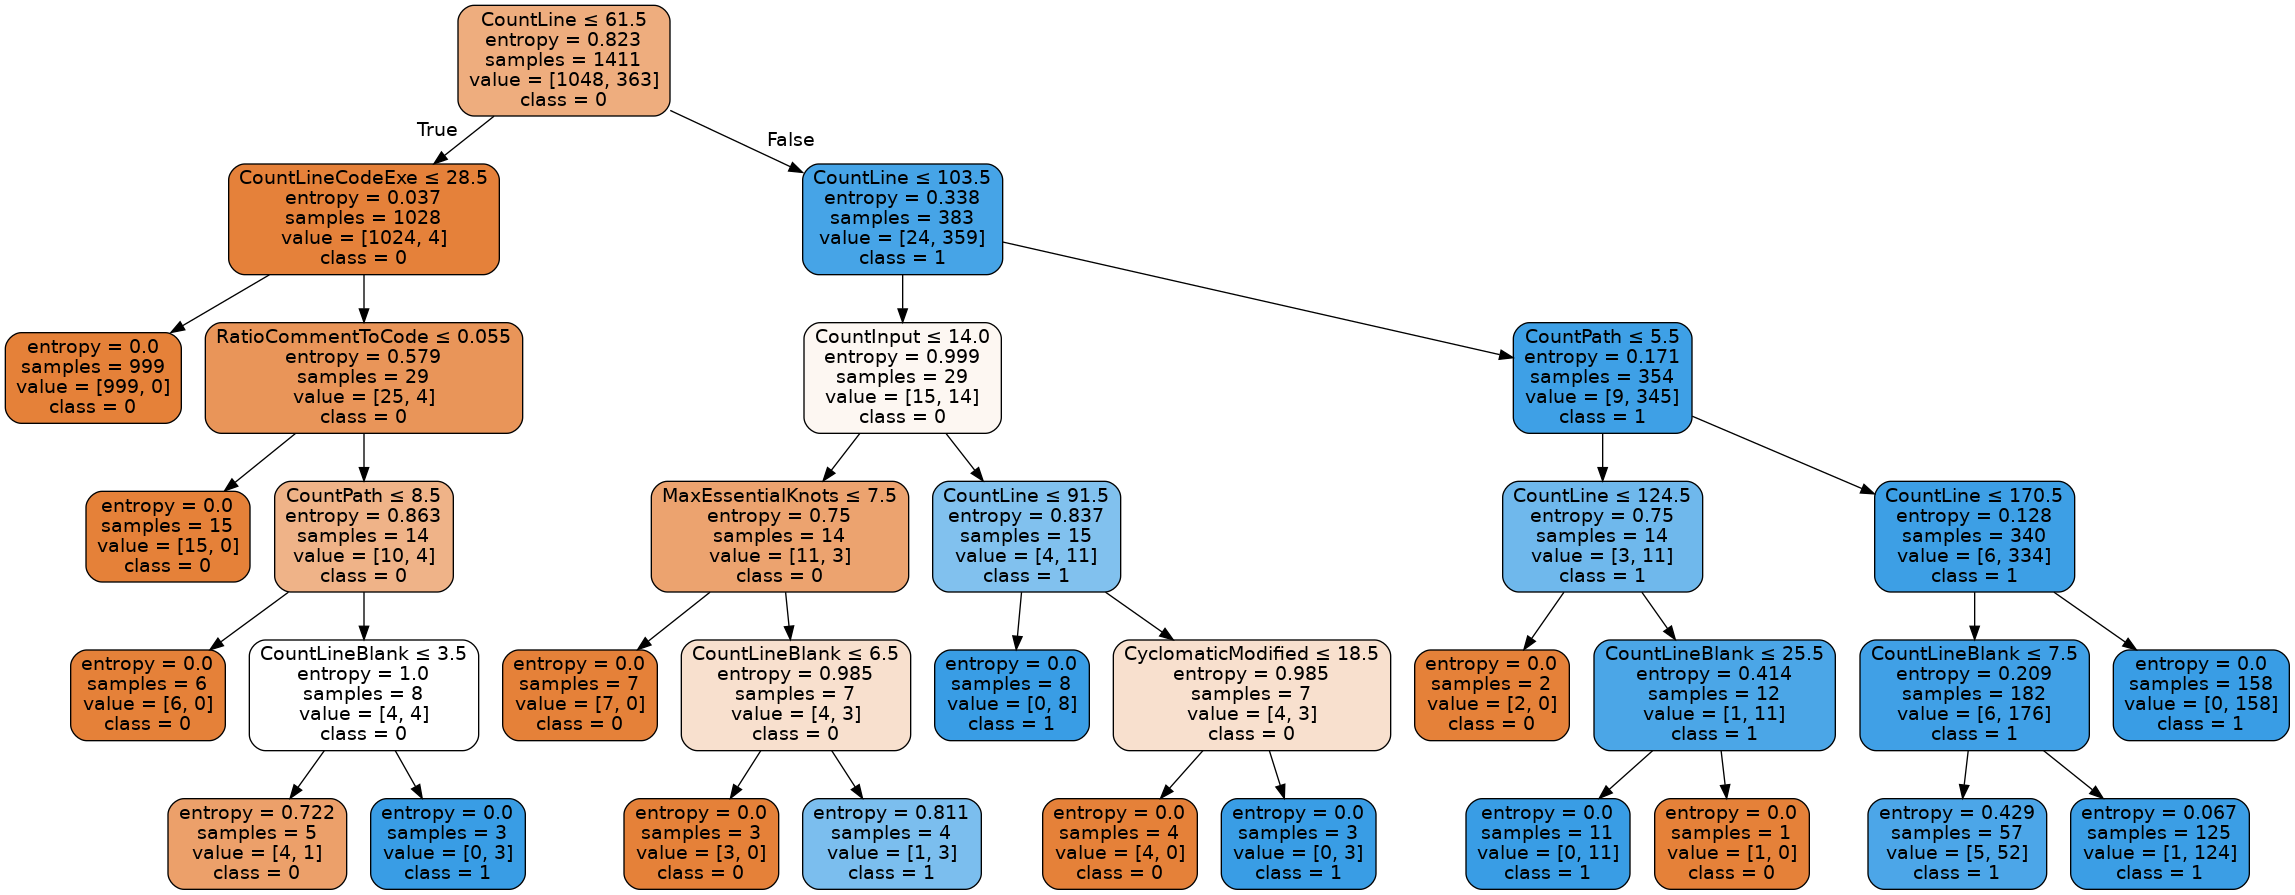 CountLine ≤ 61.5
entropy = 0.823
samples = 1411
value = [1048, 363]
class = 0
True
False
CountLineCodeExe ≤ 28.5
entropy = 0.037
samples = 1028
value = [1024, 4]
class = 0
CountLine ≤ 103.5
entropy = 0.338
samples = 383
value = [24, 359]
class = 1
entropy = 0.0
samples = 999
value = [999, 0]
class = 0
RatioCommentToCode ≤ 0.055
entropy = 0.579
samples = 29
value = [25, 4]
class = 0
CountInput ≤ 14.0
entropy = 0.999
samples = 29
value = [15, 14]
class = 0
CountPath ≤ 5.5
entropy = 0.171
samples = 354
value = [9, 345]
class = 1
entropy = 0.0
samples = 15
value = [15, 0]
class = 0
CountPath ≤ 8.5
entropy = 0.863
samples = 14
value = [10, 4]
class = 0
MaxEssentialKnots ≤ 7.5
entropy = 0.75
samples = 14
value = [11, 3]
class = 0
CountLine ≤ 91.5
entropy = 0.837
samples = 15
value = [4, 11]
class = 1
CountLine ≤ 124.5
entropy = 0.75
samples = 14
value = [3, 11]
class = 1
CountLine ≤ 170.5
entropy = 0.128
samples = 340
value = [6, 334]
class = 1
entropy = 0.0
samples = 6
value = [6, 0]
class = 0
CountLineBlank ≤ 3.5
entropy = 1.0
samples = 8
value = [4, 4]
class = 0
entropy = 0.0
samples = 7
value = [7, 0]
class = 0
CountLineBlank ≤ 6.5
entropy = 0.985
samples = 7
value = [4, 3]
class = 0
entropy = 0.0
samples = 8
value = [0, 8]
class = 1
CyclomaticModified ≤ 18.5
entropy = 0.985
samples = 7
value = [4, 3]
class = 0
entropy = 0.0
samples = 2
value = [2, 0]
class = 0
CountLineBlank ≤ 25.5
entropy = 0.414
samples = 12
value = [1, 11]
class = 1
CountLineBlank ≤ 7.5
entropy = 0.209
samples = 182
value = [6, 176]
class = 1
entropy = 0.0
samples = 158
value = [0, 158]
class = 1
entropy = 0.722
samples = 5
value = [4, 1]
class = 0
entropy = 0.0
samples = 3
value = [0, 3]
class = 1
entropy = 0.0
samples = 3
value = [3, 0]
class = 0
entropy = 0.811
samples = 4
value = [1, 3]
class = 1
entropy = 0.0
samples = 4
value = [4, 0]
class = 0
entropy = 0.0
samples = 3
value = [0, 3]
class = 1
entropy = 0.0
samples = 11
value = [0, 11]
class = 1
entropy = 0.0
samples = 1
value = [1, 0]
class = 0
entropy = 0.429
samples = 57
value = [5, 52]
class = 1
entropy = 0.067
samples = 125
value = [1, 124]
class = 1